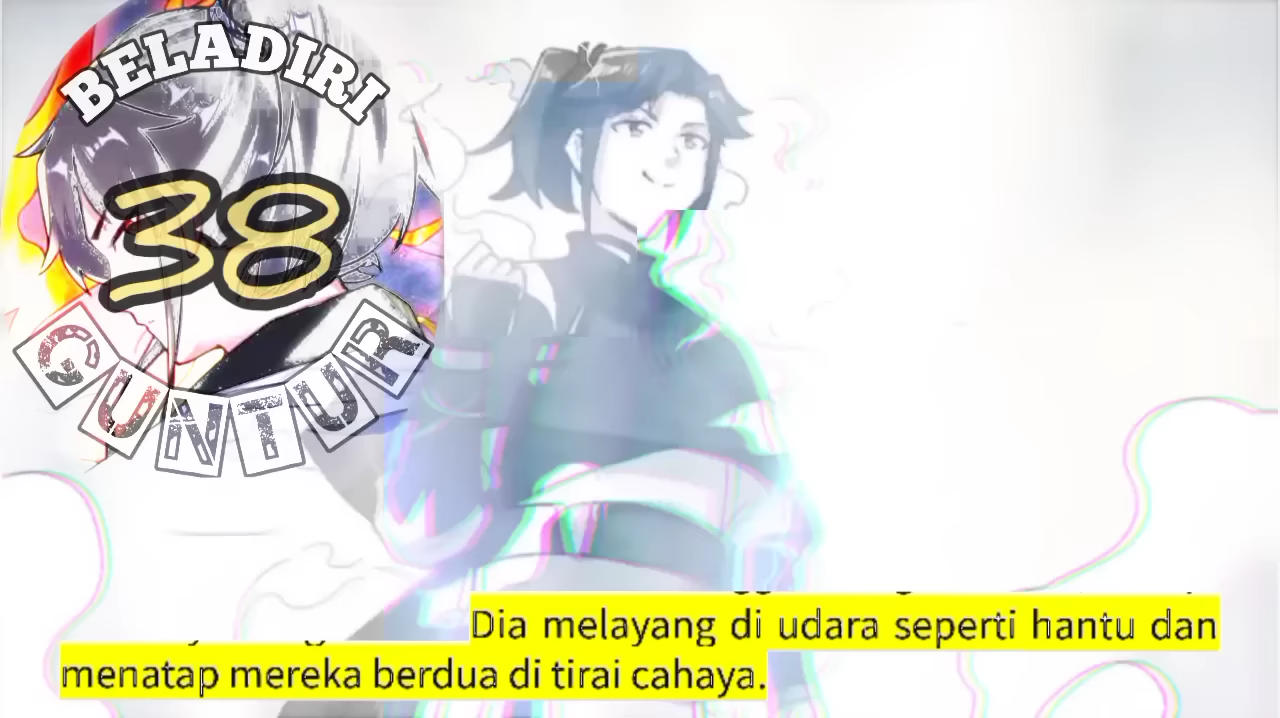 BELADIRI
38
GUNTUR
Dia melayang di udara seperti hantu dan
menatap mereka berdua di tirai cahaya.